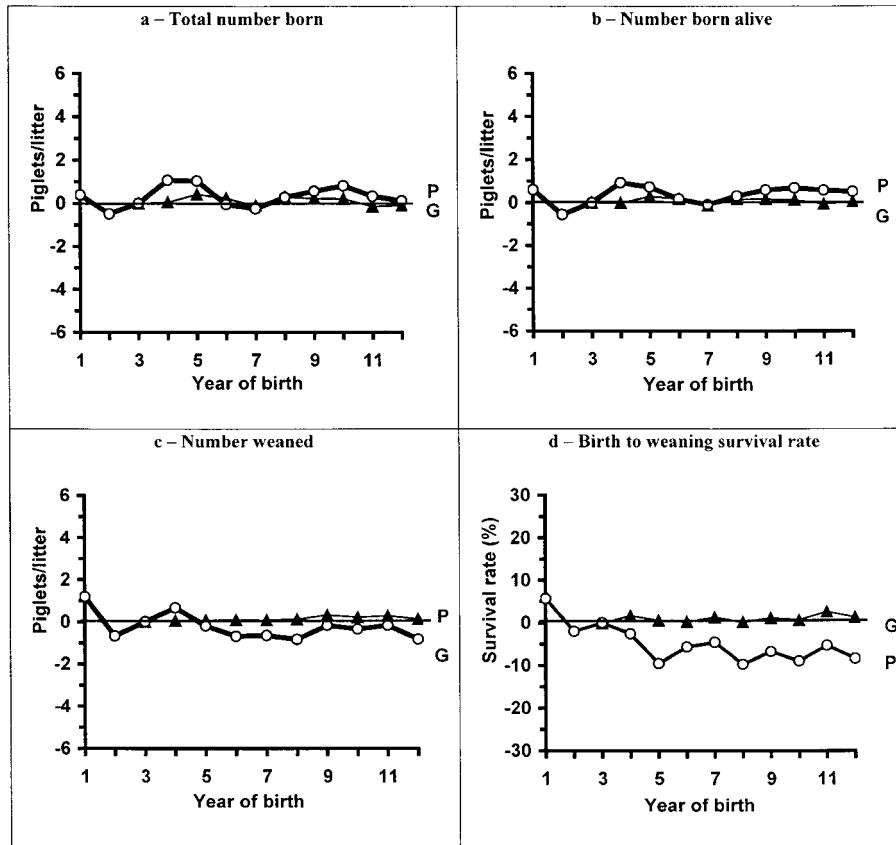 a – Total number born
6
4
2
0
-2
-4
-6
Piglets/litter
P
G
1 3 5 7 9 11
Year of birth
b – Number born alive
6
4
2
0
-2
-4
-6
Piglets/litter
P
G
1 3 5 7 9 11
Year of birth
c – Number weaned
6
4
2
0
-2
-4
-6
Piglets/litter
P
G
1 3 5 7 9 11
Year of birth
d – Birth to weaning survival rate
30
20
10
0
-10
-20
-30
Survival rate (%)
G
P
1 3 5 7 9 11
Year of birth